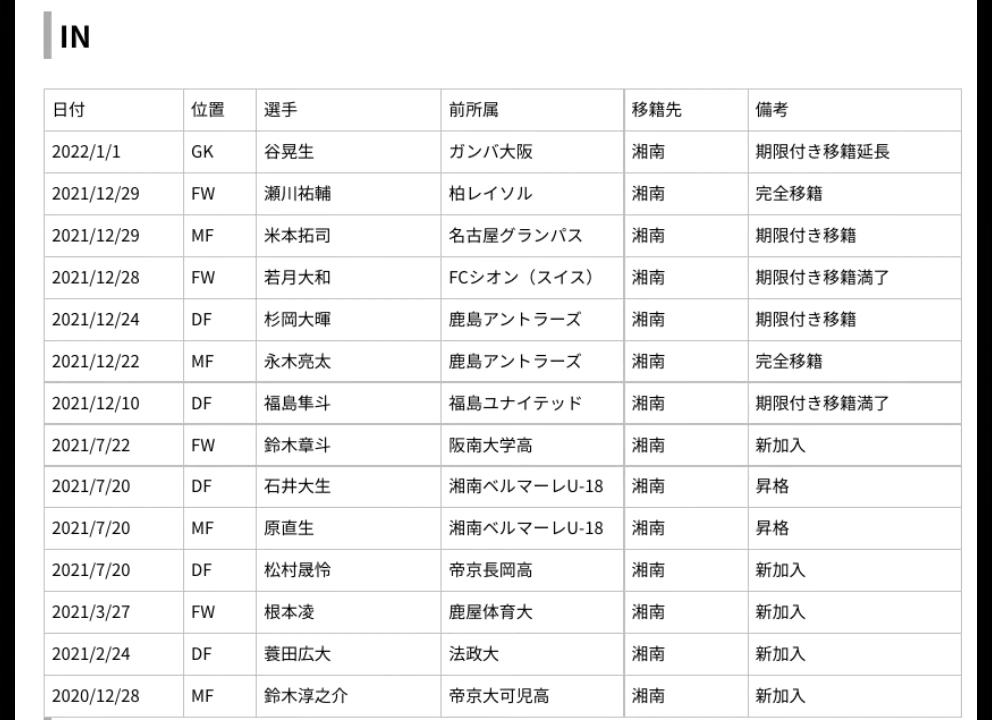 IN
日付 位置 選手 前所属 移籍先 備考
2022/1/1 GK 谷晃生 ガンバ大阪 湘南 期限付き移籍延長
2021/12/29 FW 瀬川祐輔 柏レイソル 湘南 完全移籍
2021/12/29 MF 米本拓司 名古屋グランパス 湘南 期限付き移籍
2021/12/28 FW 若月大和 FCシオン（スイス） 湘南 期限付き移籍満了
2021/12/24 DF 杉岡大暉 鹿島アントラーズ 湘南 期限付き移籍
2021/12/22 MF 永木亮太 鹿島アントラーズ 湘南 完全移籍
2021/12/10 DF 福島隼斗 福島ユナイテッド 湘南 期限付き移籍満了
2021/7/22 FW 鈴木章斗 阪南大学高 湘南 新加入
2021/7/20 DF 石井大生 湘南ベルマーレU-18 湘南 昇格
2021/7/20 MF 原直生 湘南ベルマーレU-18 湘南 昇格
2021/7/20 DF 松村晟怜 帝京長岡高 湘南 新加入
2021/3/27 FW 根本凌 鹿屋体育大 湘南 新加入
2021/2/24 DF 蓑田広大 法政大 湘南 新加入
2020/12/28 MF 鈴木淳之介 帝京大可児高 湘南 新加入